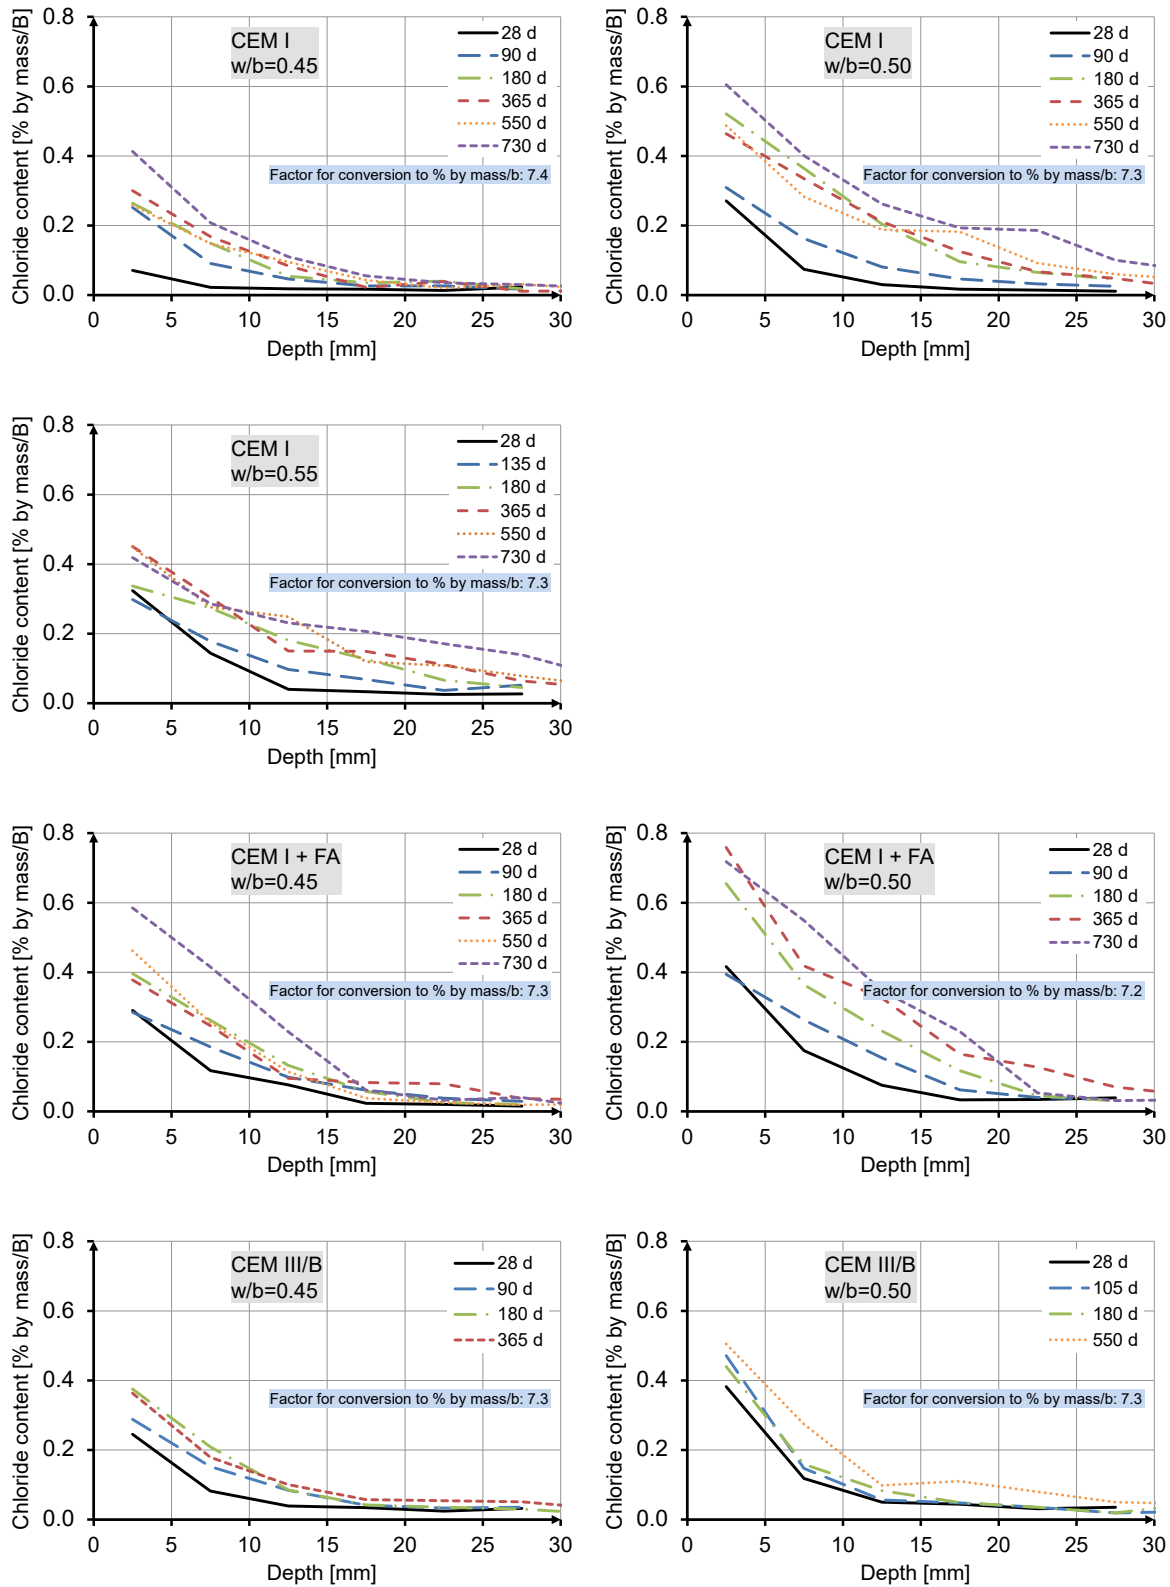 Chloride content [% by mass/B]
0.8
0.6
0.4
0.2
0.0
0 5 10 15 20 25 30
Depth [mm]
CEM I
w/b=0.45
28 d
90 d
180 d
365 d
550 d
730 d
Factor for conversion to % by mass/b: 7.4
Chloride content [% by mass/B]
0.8
0.6
0.4
0.2
0.0
0 5 10 15 20 25 30
Depth [mm]
CEM I
w/b=0.50
28 d
90 d
180 d
365 d
550 d
730 d
Factor for conversion to % by mass/b: 7.3
Chloride content [% by mass/B]
0.8
0.6
0.4
0.2
0.0
0 5 10 15 20 25 30
Depth [mm]
CEM I
w/b=0.55
28 d
135 d
180 d
365 d
550 d
730 d
Factor for conversion to % by mass/b: 7.3
Chloride content [% by mass/B]
0.8
0.6
0.4
0.2
0.0
0 5 10 15 20 25 30
Depth [mm]
CEM I + FA
w/b=0.45
28 d
90 d
180 d
365 d
550 d
730 d
Factor for conversion to % by mass/b: 7.3
Chloride content [% by mass/B]
0.8
0.6
0.4
0.2
0.0
0 5 10 15 20 25 30
Depth [mm]
CEM I + FA
w/b=0.50
28 d
90 d
180 d
365 d
730 d
Factor for conversion to % by mass/b: 7.2
Chloride content [% by mass/B]
0.8
0.6
0.4
0.2
0.0
0 5 10 15 20 25 30
Depth [mm]
CEM III/B
w/b=0.45
28 d
90 d
180 d
365 d
Factor for conversion to % by mass/b: 7.3
Chloride content [% by mass/B]
0.8
0.6
0.4
0.2
0.0
0 5 10 15 20 25 30
Depth [mm]
CEM III/B
w/b=0.50
28 d
105 d
180 d
550 d
Factor for conversion to % by mass/b: 7.3